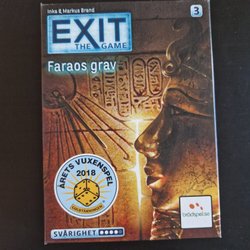 Inka & Markus Brand
3
EXIT
THE GAME
Faraos grav
ÅRETS VUXENSPEL
2018
SVÅRIGHET
brädspel.se